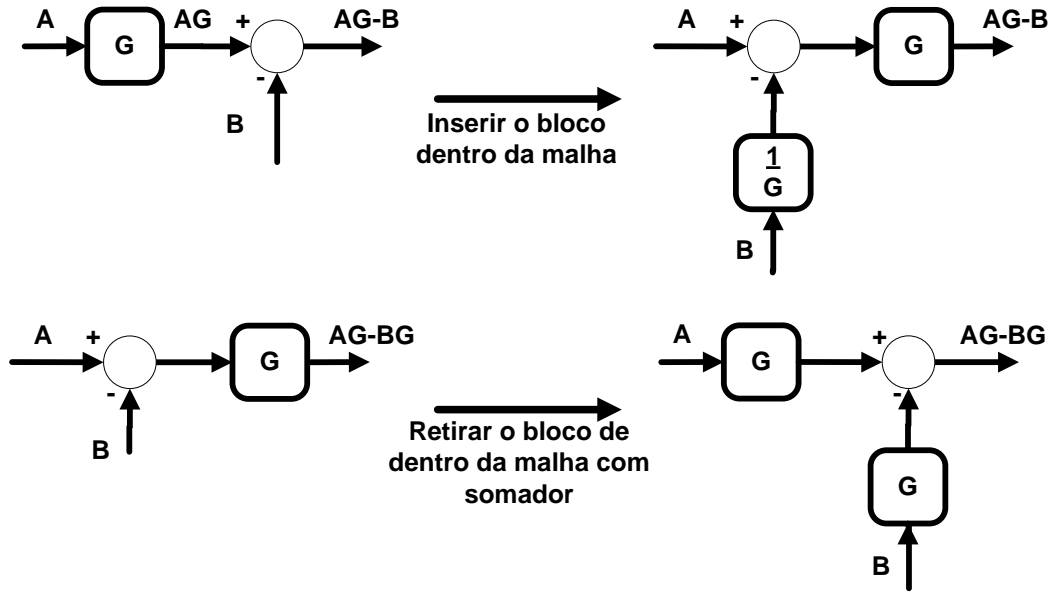 A AG + AG-B
G
-
B
A + AG-B
G
-
1
G
B
Inserir o bloco
dentro da malha
A + AG-BG
G
-
B
A + AG-BG
G
-
G
B
Retirar o bloco de
dentro da malha com
somador